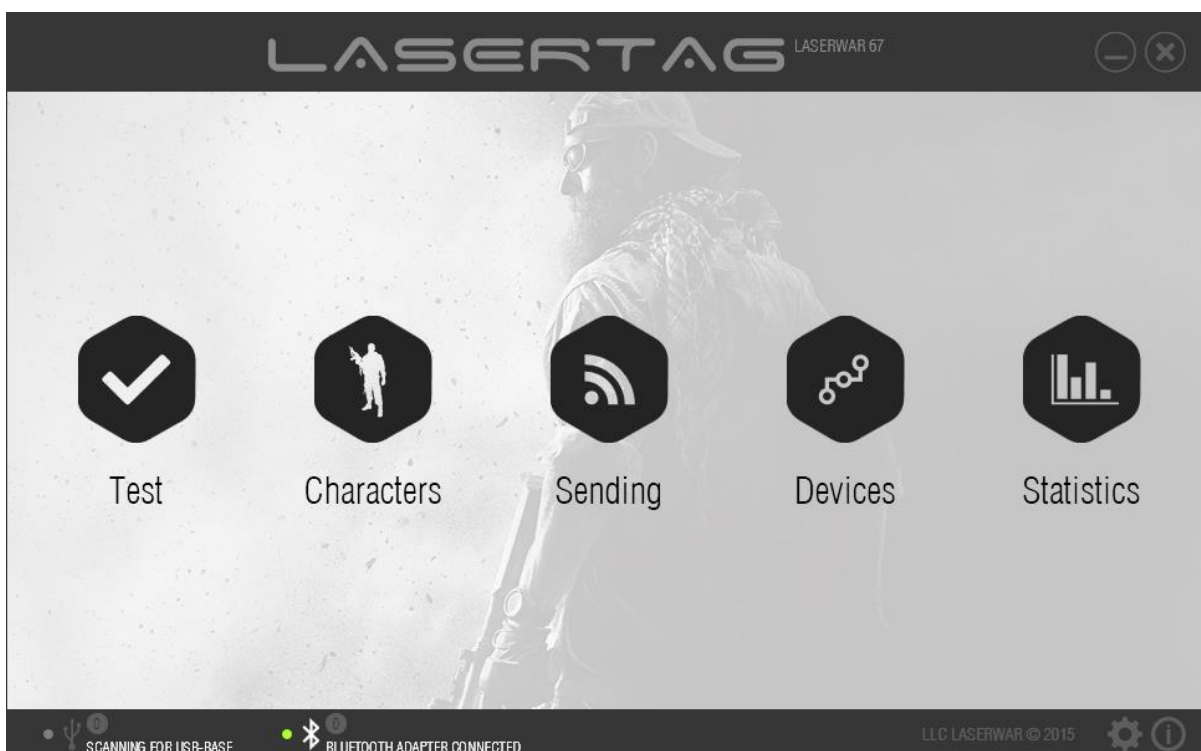 LASERTAG LASERWAR 67
Test Characters Sending Devices Statistics
0 0
SCANNING FOR USB-BASE BLUETOOTH ADAPTER CONNECTED LLC LASERWAR © 2015